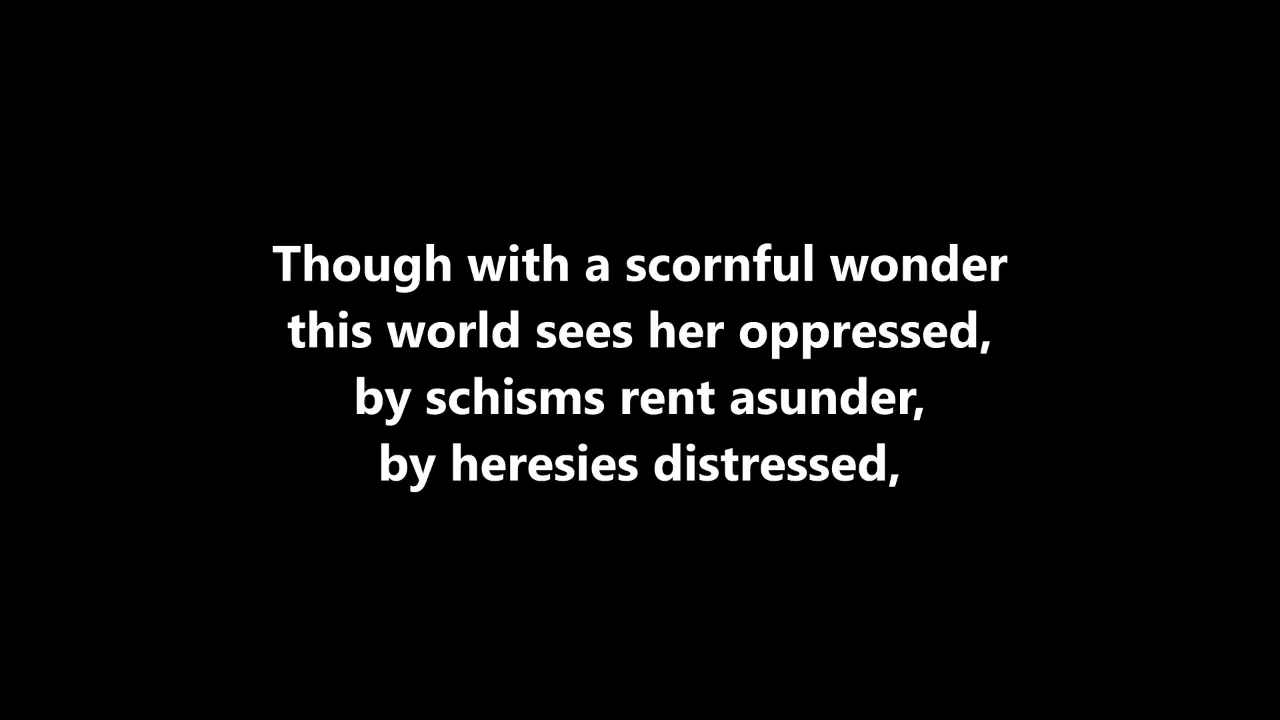 Though with a scornful wonder
this world sees her oppressed,
by schisms rent asunder,
by heresies distressed,